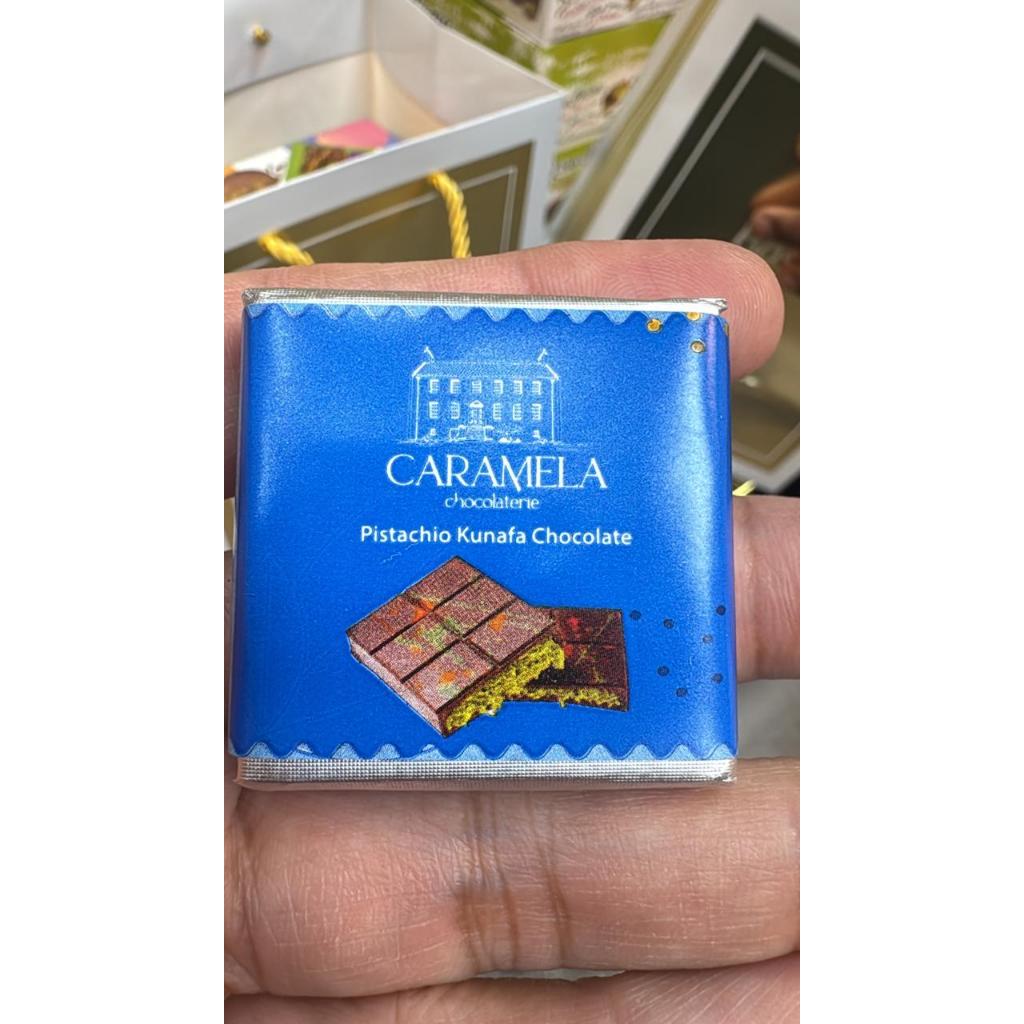 CARAMELA
chocolaterie
Pistachio Kunafa Chocolate